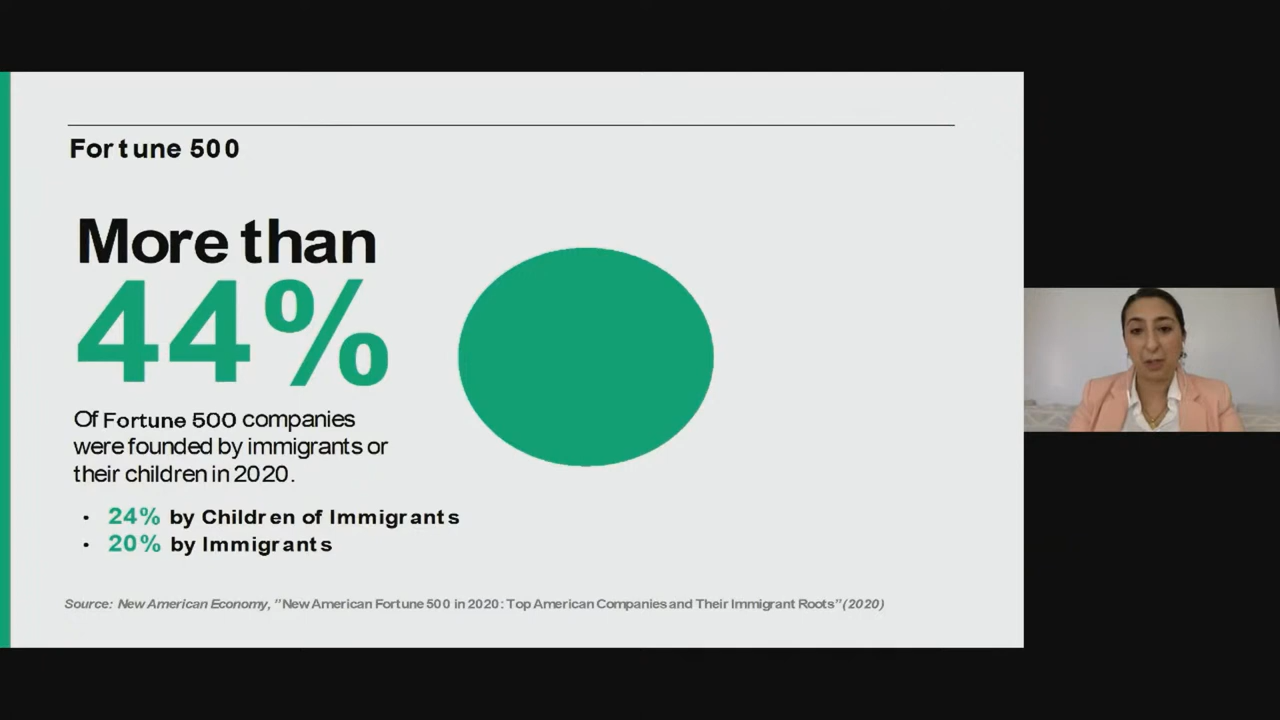 Fortune 500
More than
44%
Of Fortune 500 companies
were founded by immigrants or
their children in 2020.
• 24% by Children of Immigrants
• 20% by Immigrants
Source: New American Economy, "New American Fortune 500 in 2020: Top American Companies and Their Immigrant Roots" (2020)